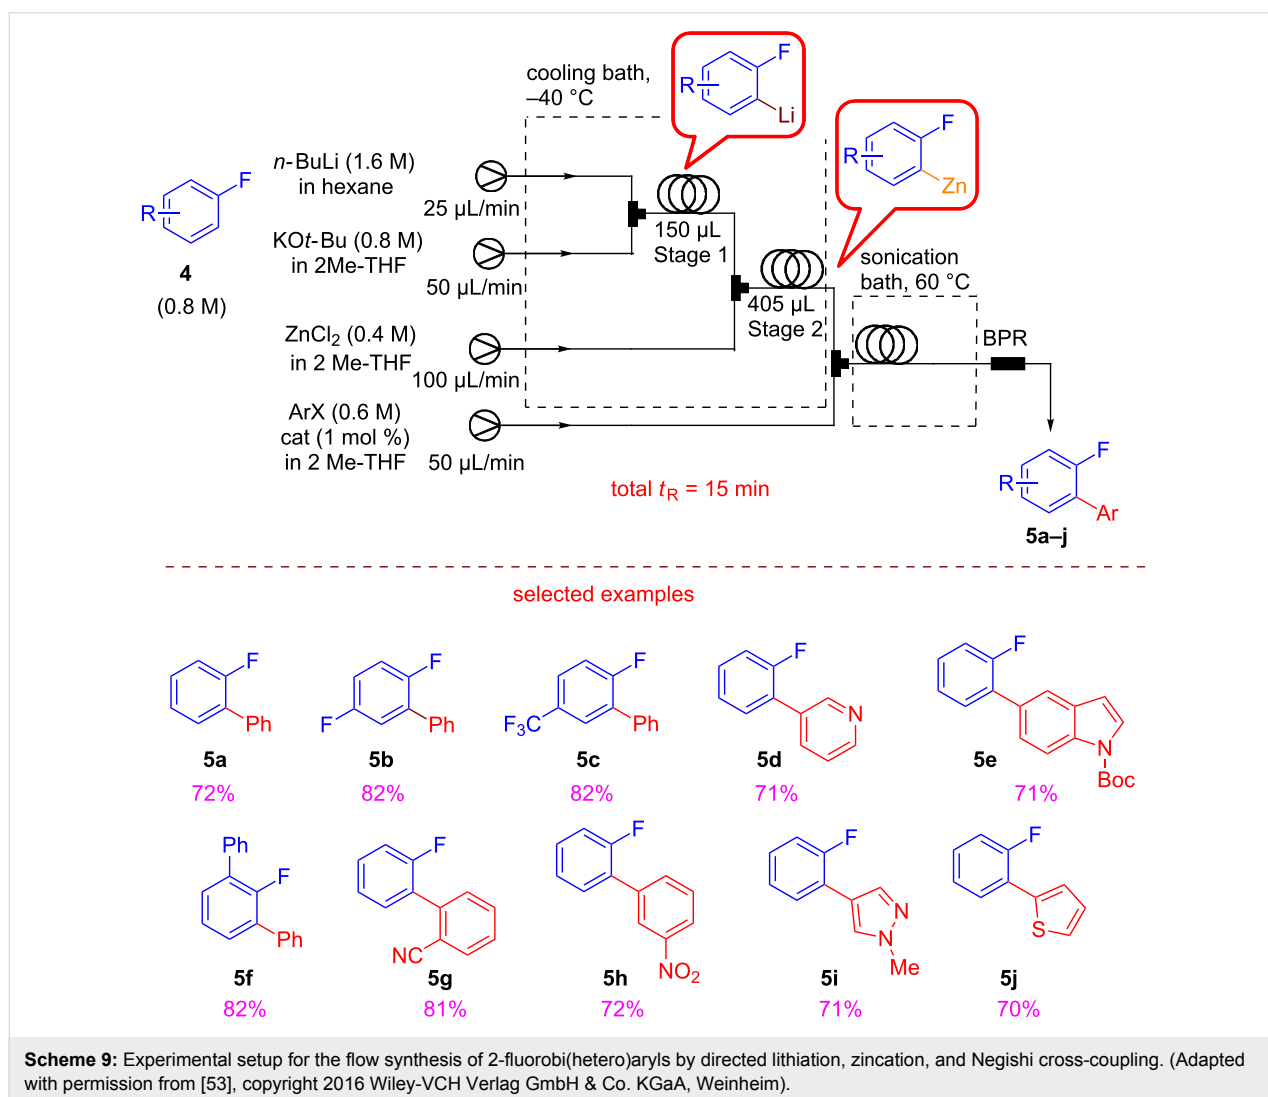 cooling bath,
–40 °C
F
R
Li
F
R
Zn
n-BuLi (1.6 M)
in hexane
25 µL/min
F
R
4
(0.8 M)
KOt-Bu (0.8 M)
in 2Me-THF
50 µL/min
150 µL
Stage 1
sonication
bath, 60 °C
405 µL
Stage 2
ZnCl2 (0.4 M)
in 2 Me-THF
100 µL/min
BPR
ArX (0.6 M)
cat (1 mol %)
in 2 Me-THF
50 µL/min
total tR = 15 min
F
R
Ar
5a–j
selected examples
F
Ph
5a
72%
F
F
Ph
5b
82%
F
F3C
Ph
5c
82%
F
N
5d
71%
F
N
Boc
5e
71%
Ph
F
Ph
5f
82%
F
NC
5g
81%
F
NO2
5h
72%
F
N
N
Me
5i
71%
F
S
5j
70%
Scheme 9: Experimental setup for the flow synthesis of 2-fluorobi(hetero)aryls by directed lithiation, zincation, and Negishi cross-coupling. (Adapted
with permission from [53], copyright 2016 Wiley-VCH Verlag GmbH & Co. KGaA, Weinheim).